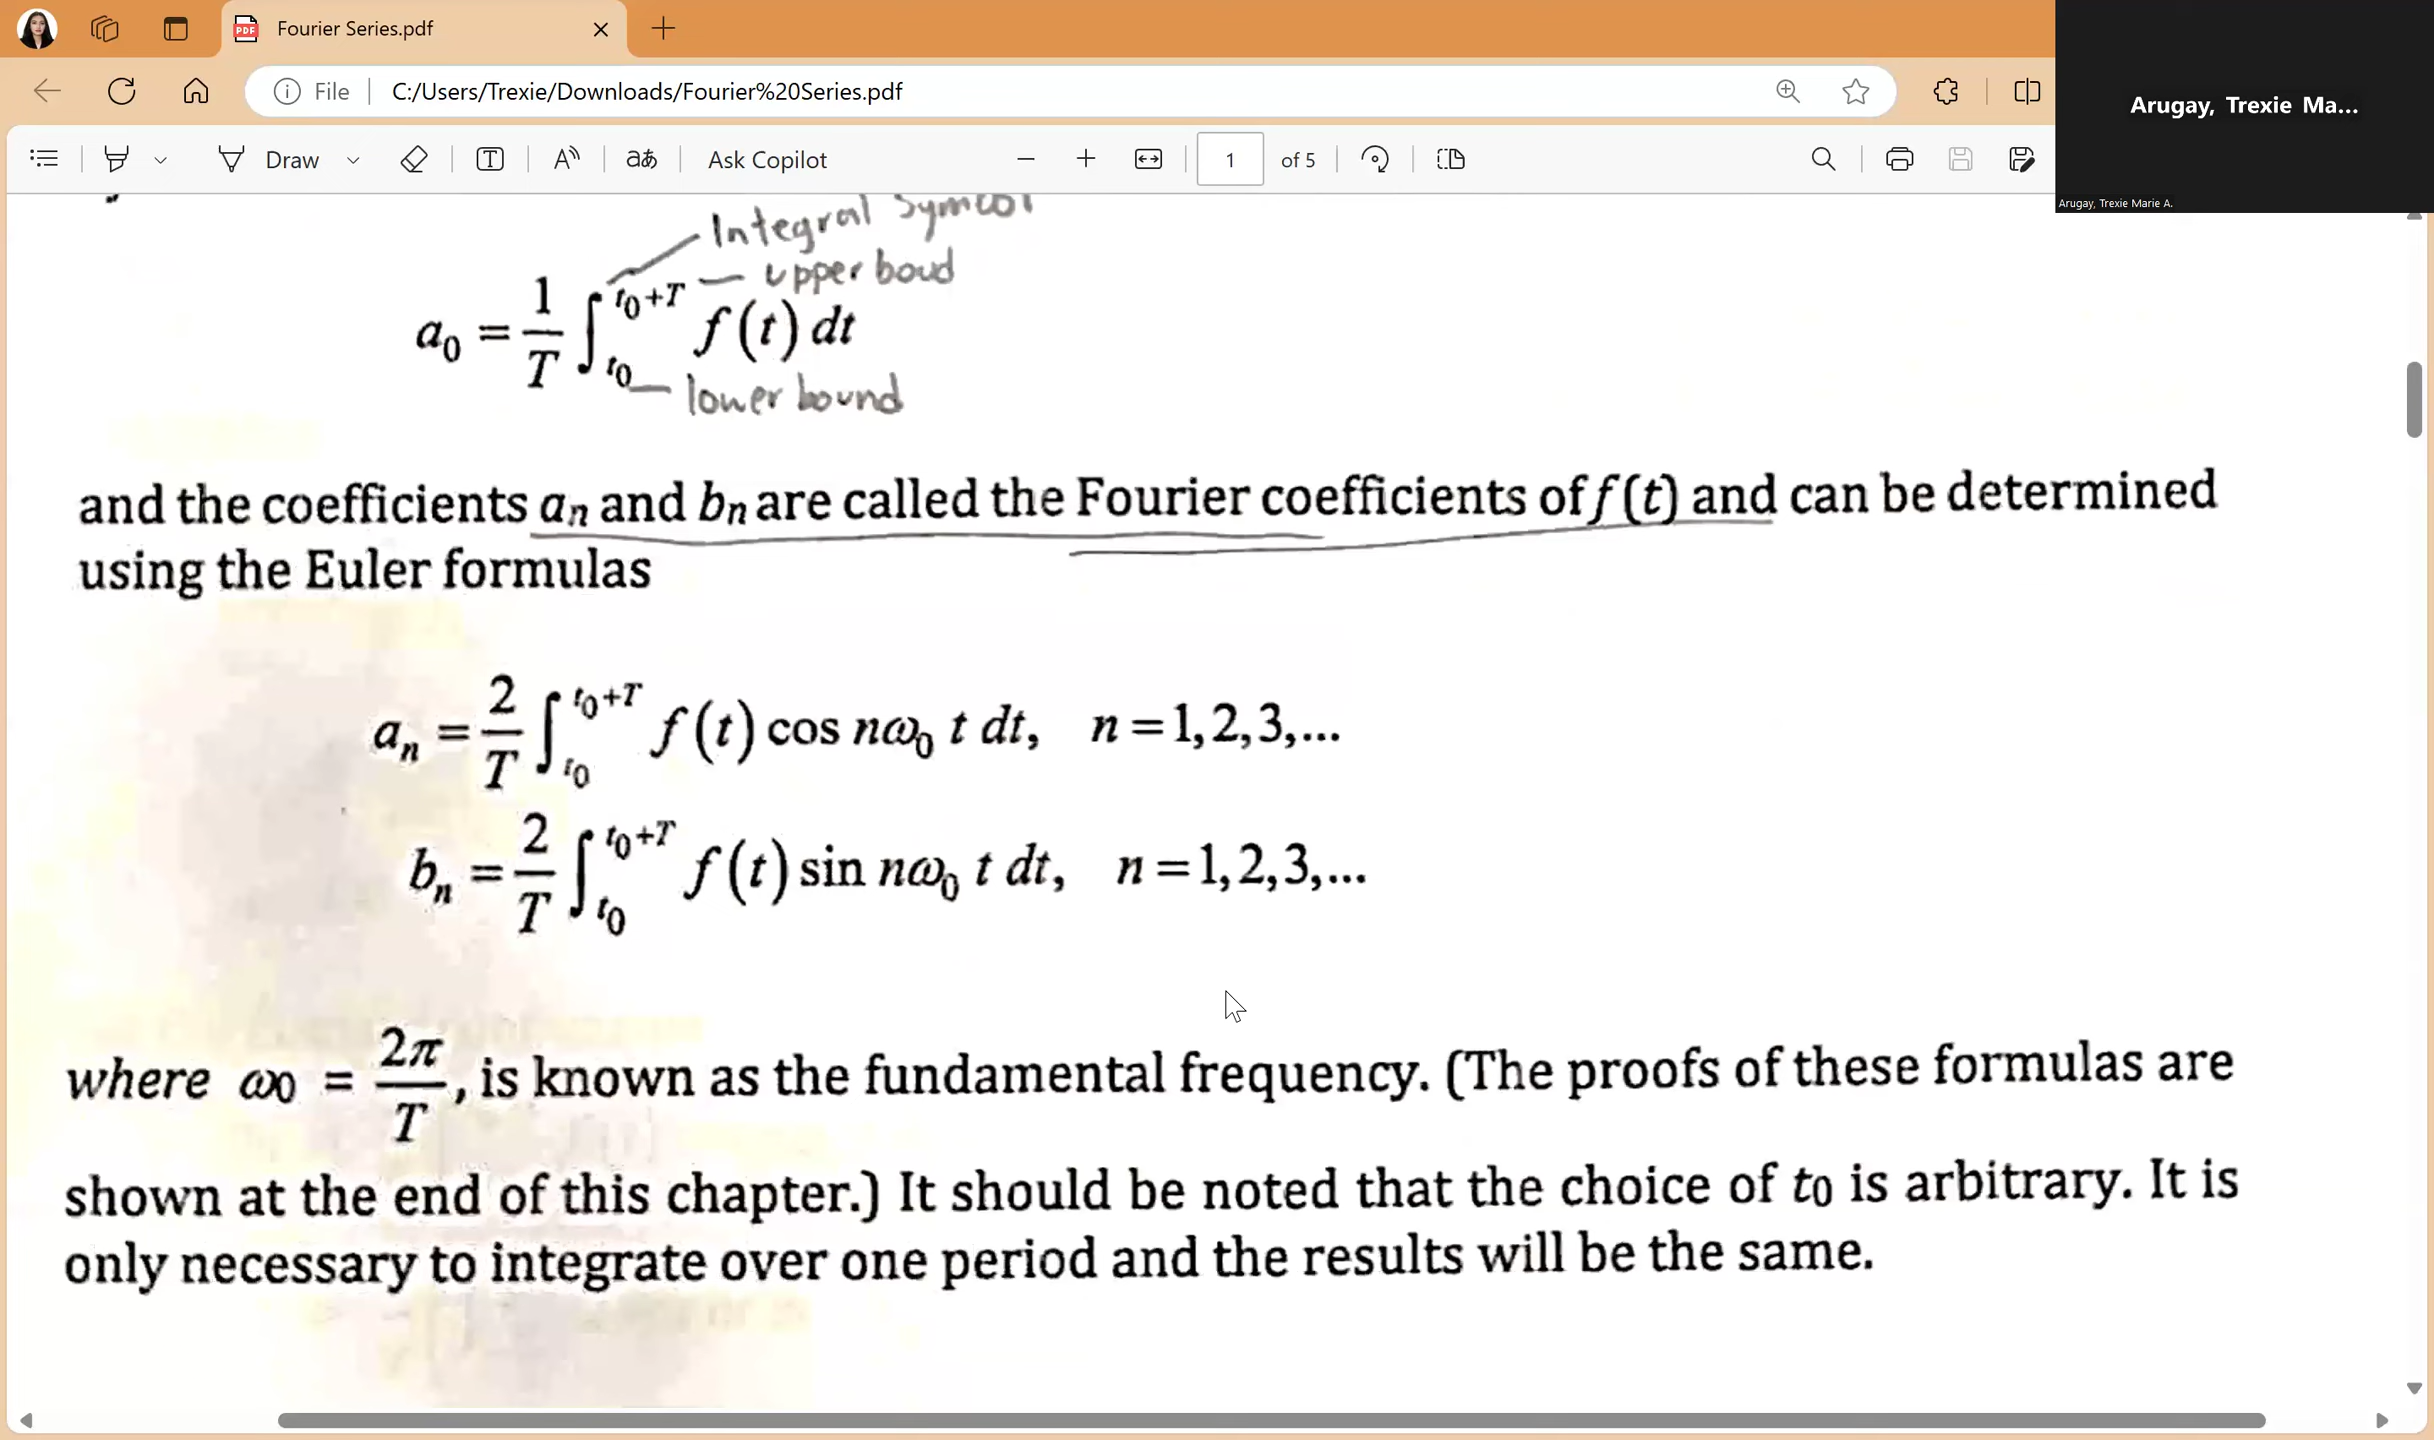 Fourier Series.pdf
File C:/Users/Trexie/Downloads/Fourier%20Series.pdf
Arugay, Trexie Ma...
Arugay, Trexie Marie A.
Draw Ask Copilot 1 of 5
Integral Symbol
upper boud
a₀ = 1/T ∫_{t₀}^{t₀+T} f(t) dt
lower bound
and the coefficients aₙ and bₙ are called the Fourier coefficients of f(t) and can be determined
using the Euler formulas
aₙ = 2/T ∫_{t₀}^{t₀+T} f(t) cos nω₀ t dt, n = 1,2,3,...
bₙ = 2/T ∫_{t₀}^{t₀+T} f(t) sin nω₀ t dt, n = 1,2,3,...
where ω₀ = 2π/T, is known as the fundamental frequency. (The proofs of these formulas are
shown at the end of this chapter.) It should be noted that the choice of t₀ is arbitrary. It is
only necessary to integrate over one period and the results will be the same.